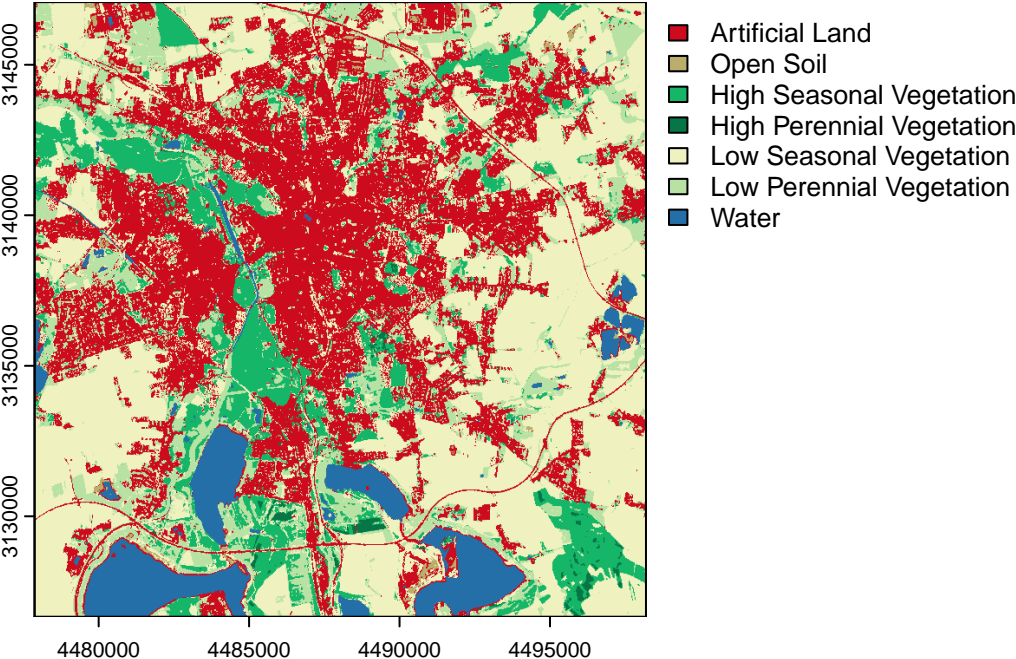 Artificial Land
Open Soil
High Seasonal Vegetation
High Perennial Vegetation
Low Seasonal Vegetation
Low Perennial Vegetation
Water
3145000
3140000
3135000
3130000
4480000 4485000 4490000 4495000